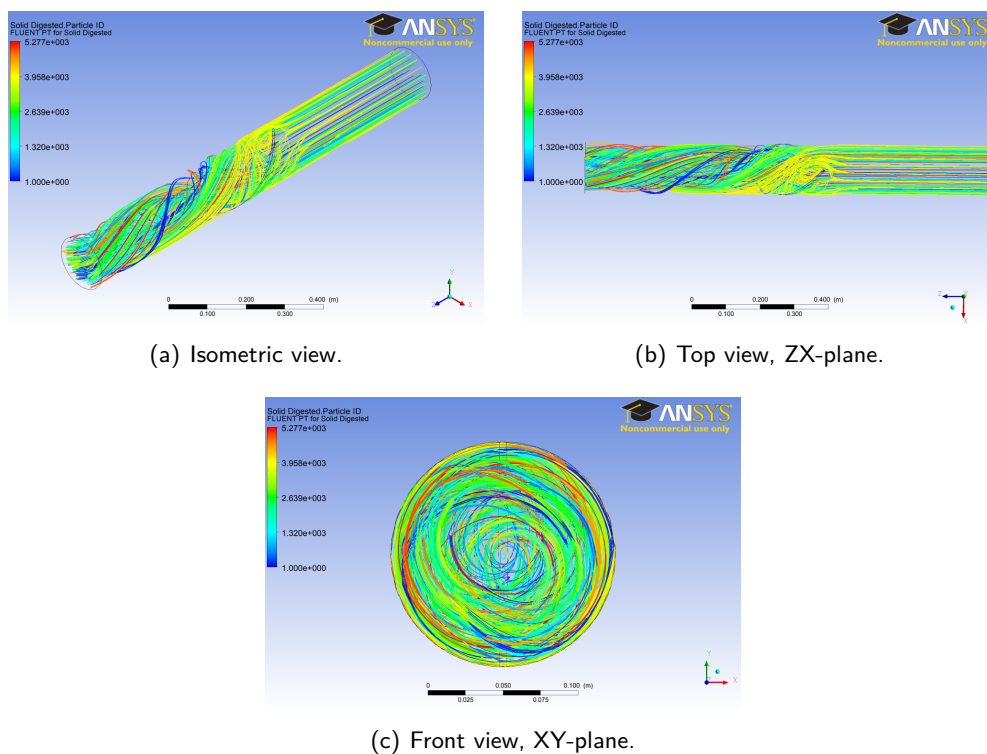 Solid Digested.Particle ID
FLUENT PT for Solid Digested
5.277e+003
3.958e+003
2.639e+003
1.320e+003
1.000e+000
ANSYS
Noncommercial use only
0 0.200 0.400 (m)
0.100 0.300
Y
Z X
(a) Isometric view.
Solid Digested.Particle ID
FLUENT PT for Solid Digested
5.277e+003
3.958e+003
2.639e+003
1.320e+003
1.000e+000
ANSYS
Noncommercial use only
0 0.200 0.400 (m)
0.100 0.300
Z Y
X
(b) Top view, ZX-plane.
Solid Digested.Particle ID
FLUENT PT for Solid Digested
5.277e+003
3.958e+003
2.639e+003
1.320e+003
1.000e+000
ANSYS
Noncommercial use only
0 0.050 0.100 (m)
0.025 0.075
Y
Z X
(c) Front view, XY-plane.